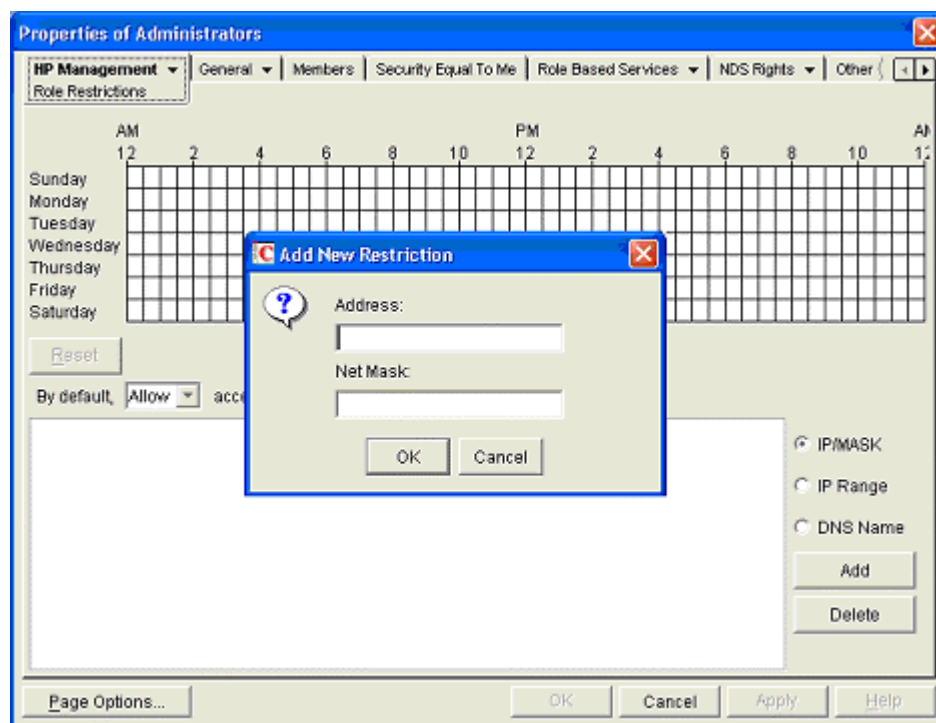 Properties of Administrators
HP Management General Members Security Equal To Me Role Based Services NDS Rights Other
Role Restrictions
AM PM AM
12 2 4 6 8 10 12 2 4 6 8 10 12
Sunday
Monday
Tuesday
Wednesday
Thursday
Friday
Saturday
Add New Restriction
Address:
Net Mask:
OK Cancel
Reset
By default, Allow
IP/MASK
IP Range
DNS Name
Add
Delete
Page Options... OK Cancel Apply Help